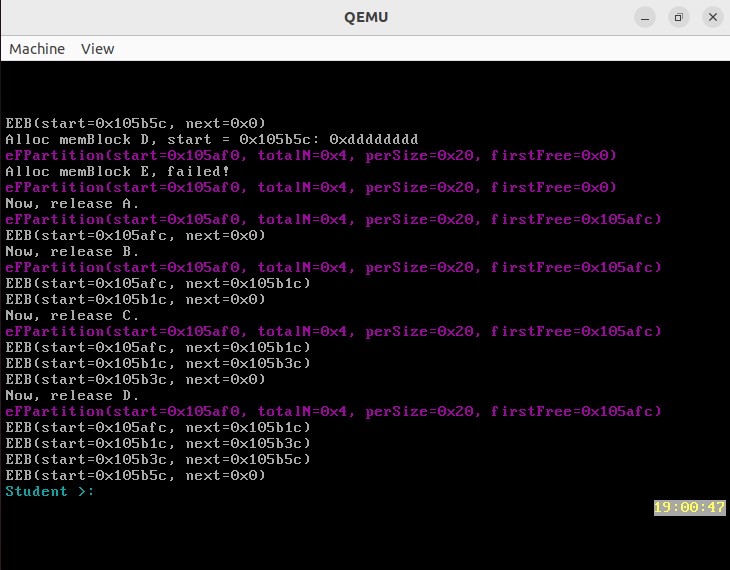 QEMU
Machine View
EEB(start=0x105b5c, next=0x0)
Alloc memBlock D, start = 0x105b5c: 0xdddddddd
eFPartition(start=0x105af0, totalN=0x4, perSize=0x20, firstFree=0x0)
Alloc memBlock E, failed!
eFPartition(start=0x105af0, totalN=0x4, perSize=0x20, firstFree=0x0)
Now, release A.
eFPartition(start=0x105af0, totalN=0x4, perSize=0x20, firstFree=0x105afc)
EEB(start=0x105afc, next=0x0)
Now, release B.
eFPartition(start=0x105af0, totalN=0x4, perSize=0x20, firstFree=0x105afc)
EEB(start=0x105afc, next=0x105b1c)
EEB(start=0x105b1c, next=0x0)
Now, release C.
eFPartition(start=0x105af0, totalN=0x4, perSize=0x20, firstFree=0x105afc)
EEB(start=0x105afc, next=0x105b1c)
EEB(start=0x105b1c, next=0x105b3c)
EEB(start=0x105b3c, next=0x0)
Now, release D.
eFPartition(start=0x105af0, totalN=0x4, perSize=0x20, firstFree=0x105afc)
EEB(start=0x105afc, next=0x105b1c)
EEB(start=0x105b1c, next=0x105b3c)
EEB(start=0x105b3c, next=0x105b5c)
EEB(start=0x105b5c, next=0x0)
Student >:
19:00:47